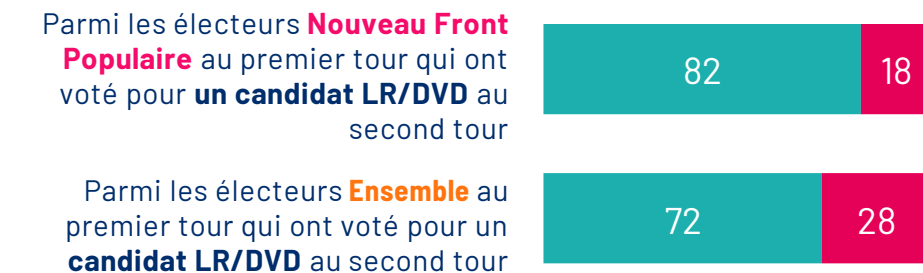 Parmi les électeurs Nouveau Front
Populaire au premier tour qui ont
voté pour un candidat LR/DVD au
second tour
82
18
Parmi les électeurs Ensemble au
premier tour qui ont voté pour un
candidat LR/DVD au second tour
72
28